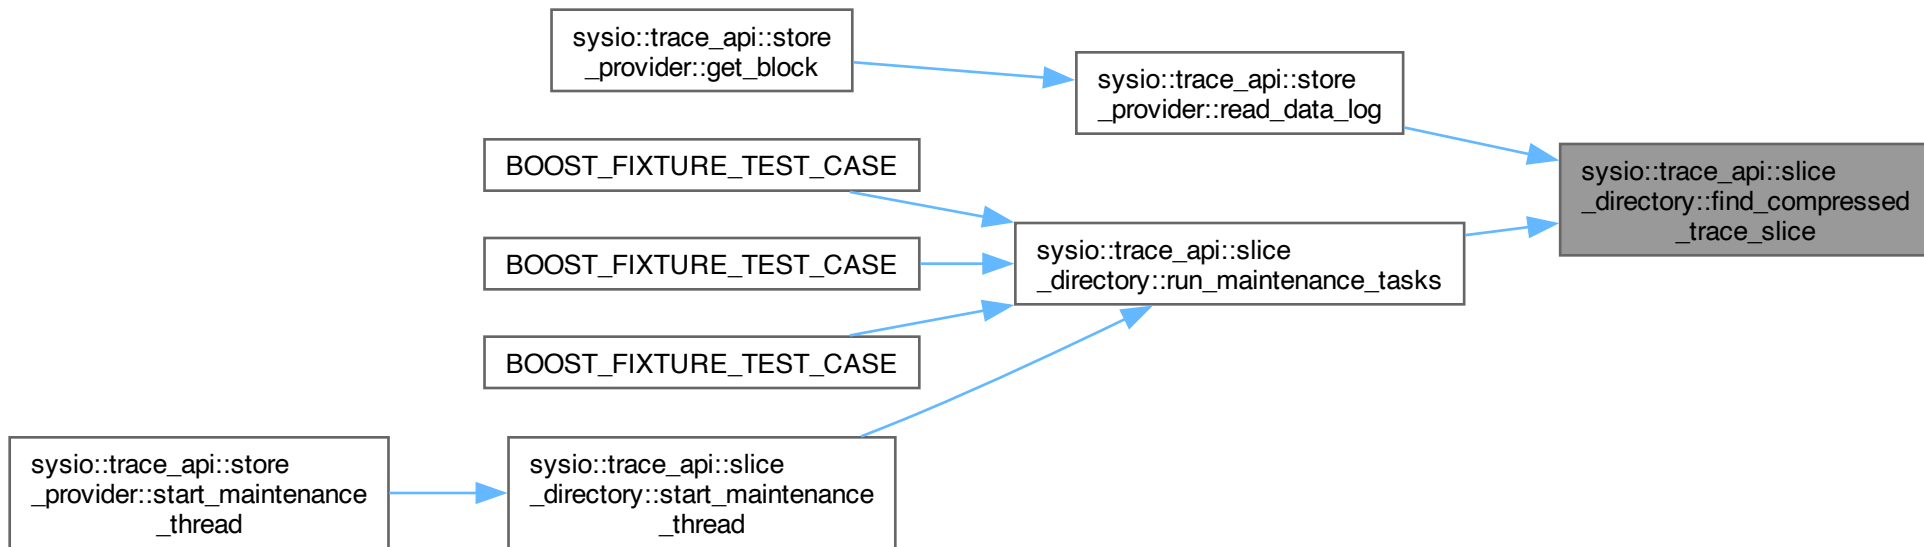 sysio::trace_api::store
_provider::get_block
sysio::trace_api::store
_provider::read_data_log
BOOST_FIXTURE_TEST_CASE
sysio::trace_api::slice
_directory::find_compressed
_trace_slice
BOOST_FIXTURE_TEST_CASE
sysio::trace_api::slice
_directory::run_maintenance_tasks
BOOST_FIXTURE_TEST_CASE
sysio::trace_api::store
_provider::start_maintenance
_thread
sysio::trace_api::slice
_directory::start_maintenance
_thread